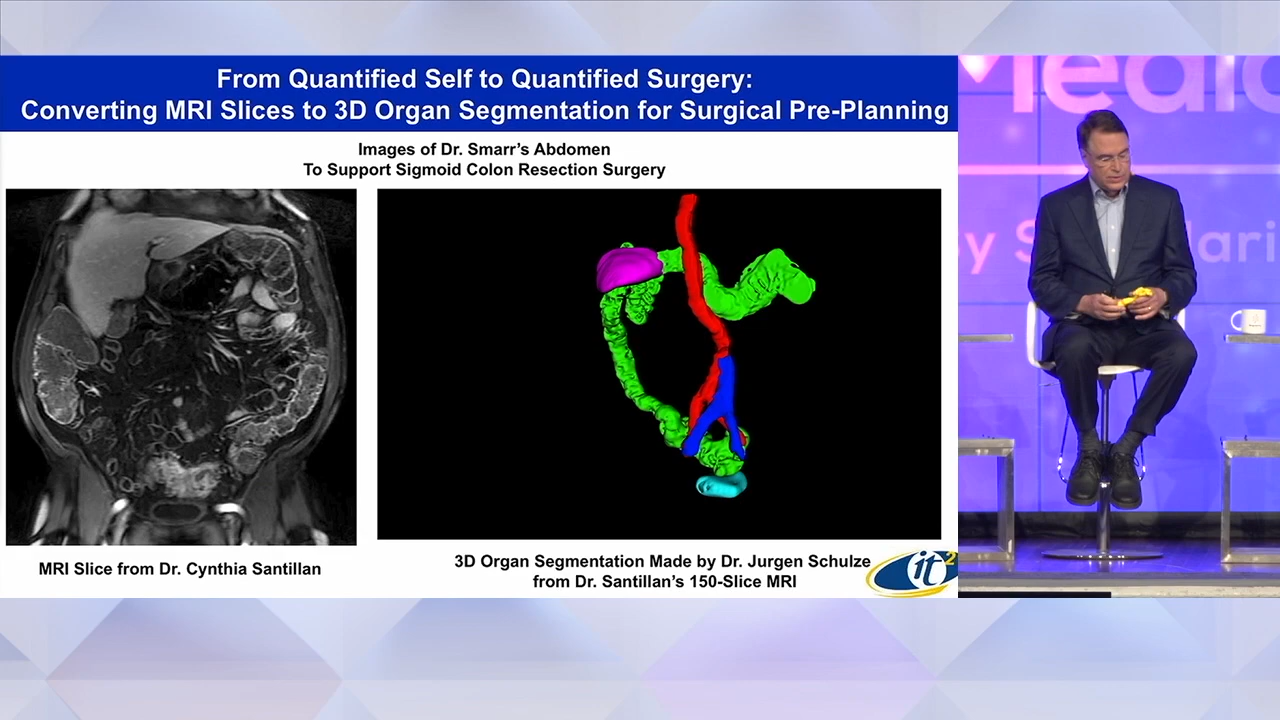 From Quantified Self to Quantified Surgery:
Converting MRI Slices to 3D Organ Segmentation for Surgical Pre-Planning
Images of Dr. Smarr's Abdomen
To Support Sigmoid Colon Resection Surgery
MRI Slice from Dr. Cynthia Santillan
3D Organ Segmentation Made by Dr. Jurgen Schulze
from Dr. Santillan's 150-Slice MRI
it2